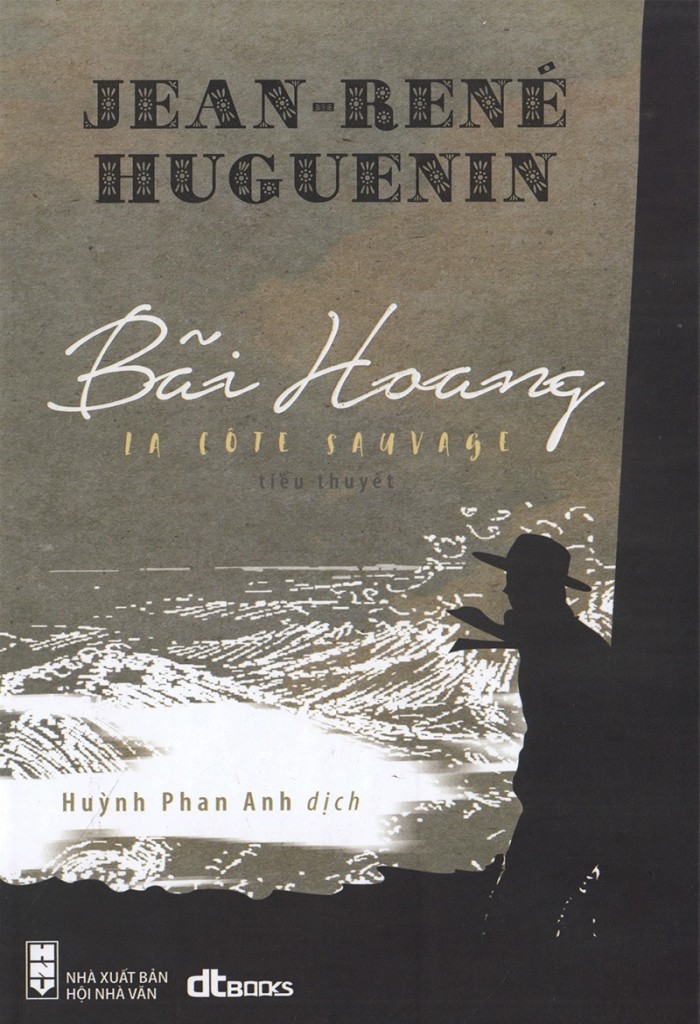 JEAN-RENÉ
HUGUENIN
Bãi Hoang
LA CÔTE SAUVAGE
tiểu thuyết
Huỳnh Phan Anh dịch
HNV
NHÀ XUẤT BẢN
HỘI NHÀ VĂN
dtBOOKS